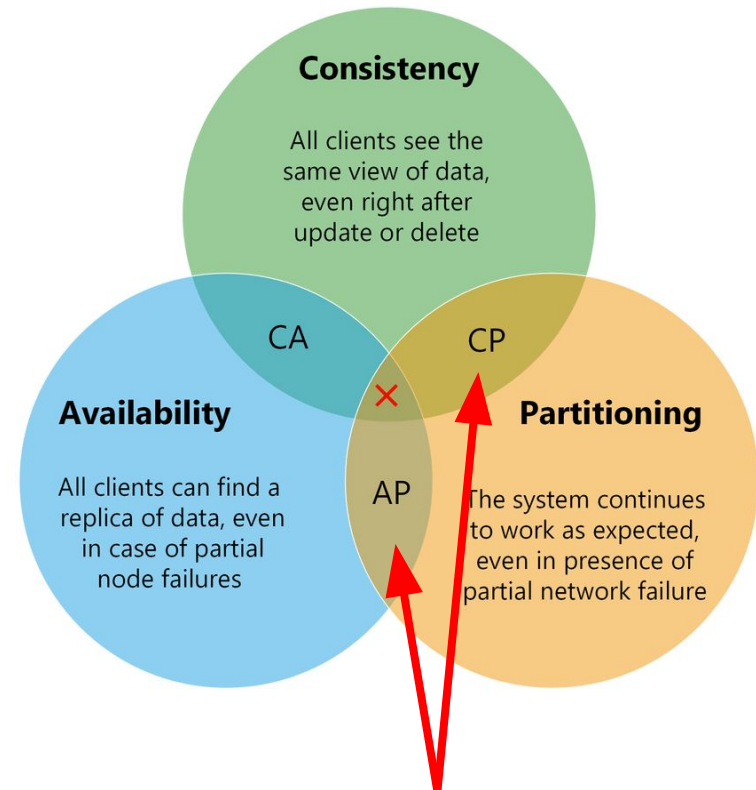 Consistency
All clients see the
same view of data,
even right after
update or delete
CA
CP
Availability
Partitioning
All clients can find a
replica of data, even
in case of partial
node failures
AP
The system continues
to work as expected,
even in presence of
partial network failure